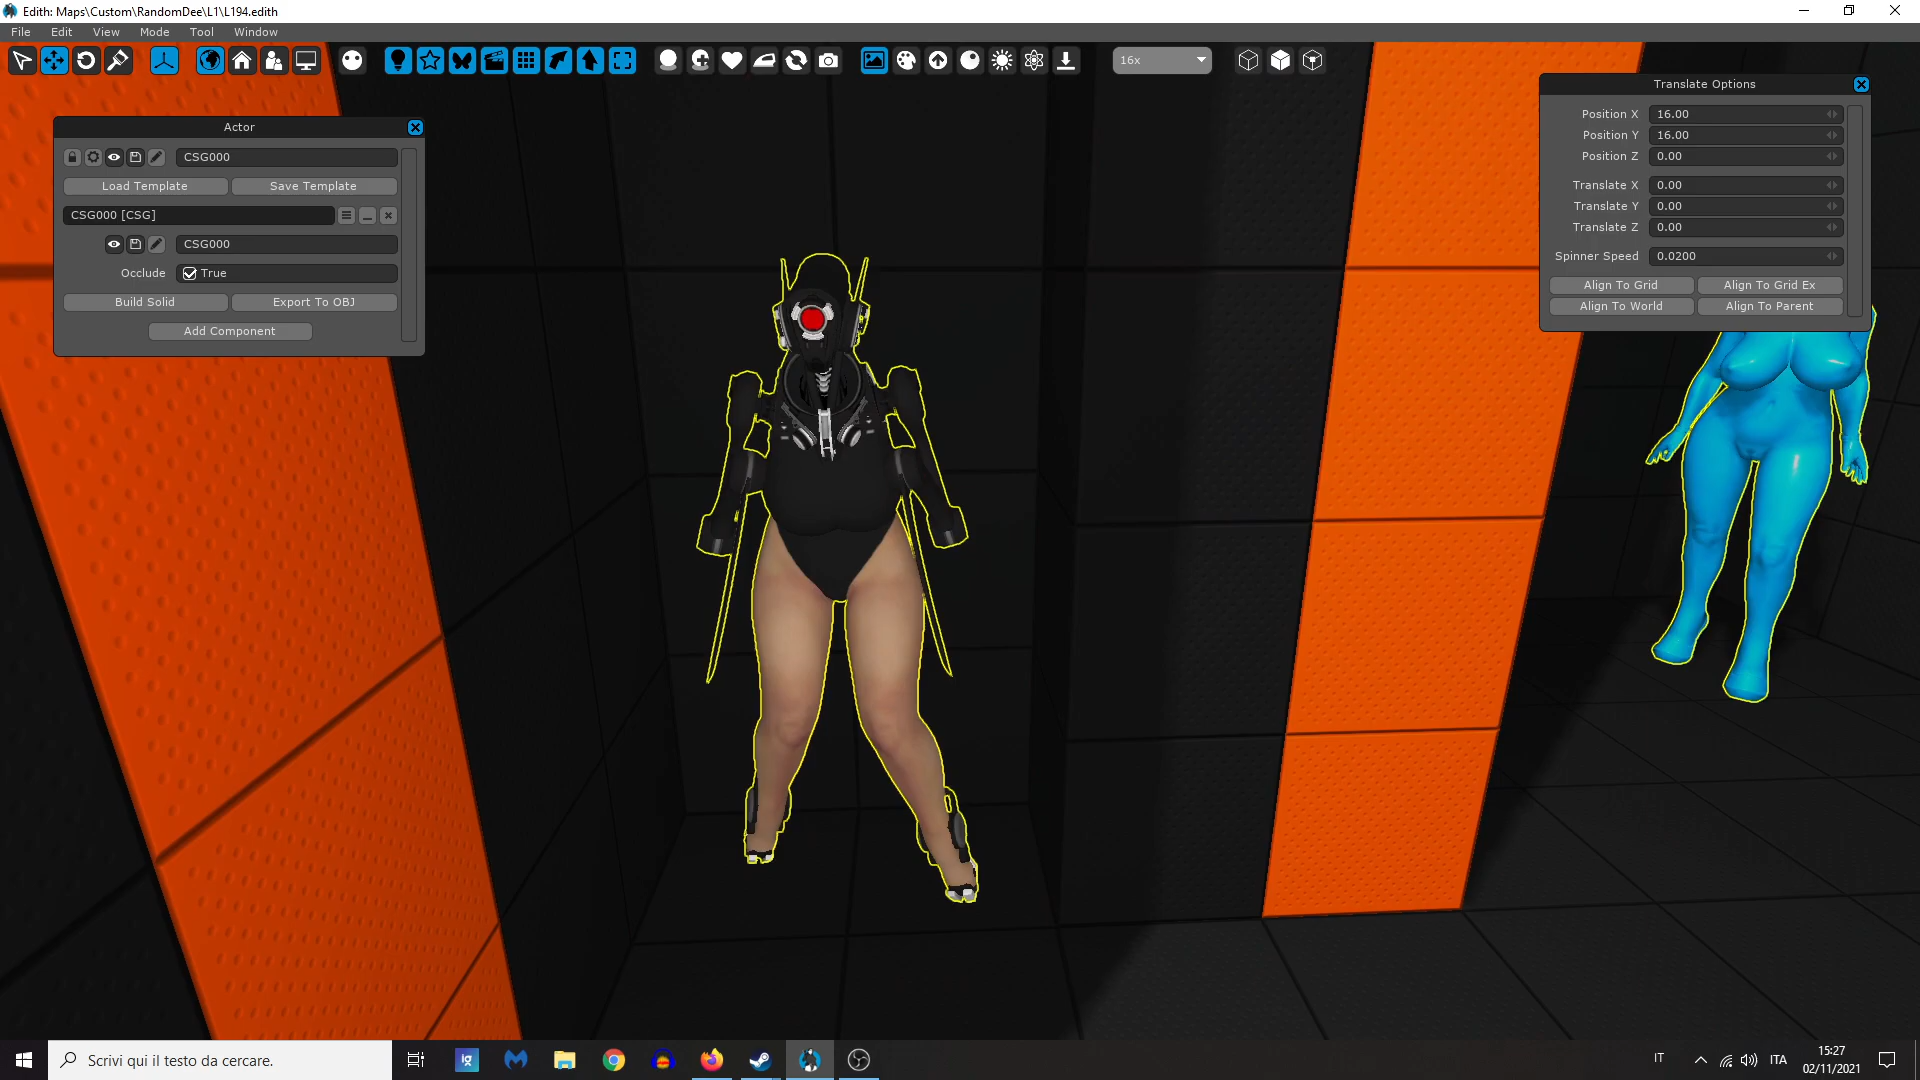 Edith: Maps\Custom\RandomDee\L1\L194.edith
File Edit View Mode Tool Window
16x
Actor
CSG000
Load Template Save Template
CSG000 [CSG]
CSG000
Occlude True
Build Solid Export To OBJ
Add Component
Translate Options
Position X 16.00
Position Y 16.00
Position Z 0.00
Translate X 0.00
Translate Y 0.00
Translate Z 0.00
Spinner Speed 0.0200
Align To Grid Align To Grid Ex
Align To World Align To Parent
Scrivi qui il testo da cercare.
IT
ITA
15:27
02/11/2021